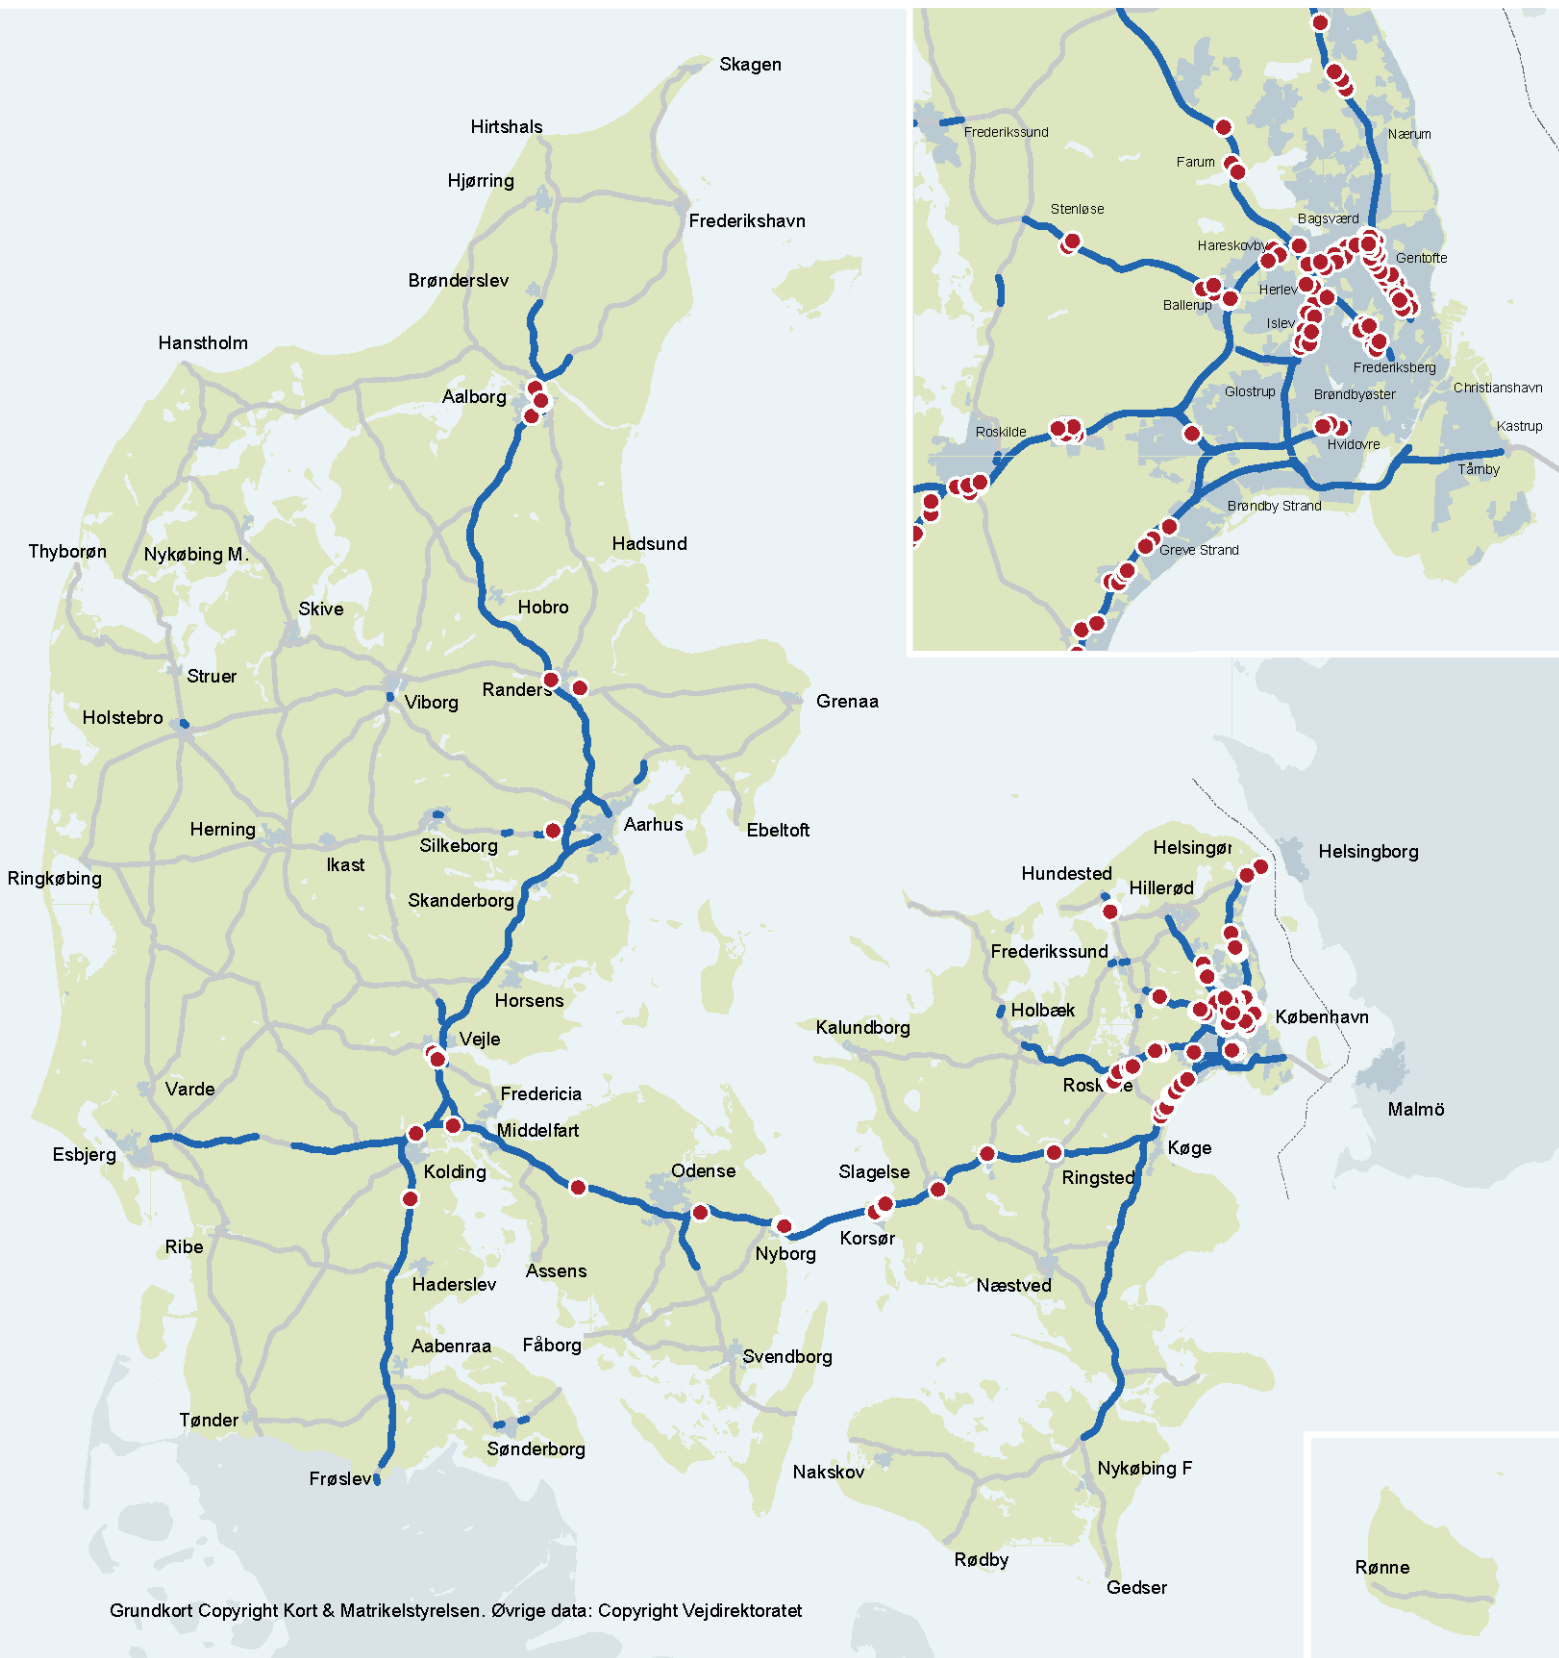 Skagen
Hirtshals
Hjørring
Frederikshavn
Brønderslev
Hanstholm
Aalborg
Thyborøn
Nykøbing M.
Hadsund
Skive
Hobro
Struer
Viborg
Randers
Grenaa
Holstebro
Herning
Ikast
Silkeborg
Aarhus
Ebeltoft
Ringkøbing
Skanderborg
Horsens
Vejle
Varde
Fredericia
Middelfart
Esbjerg
Kolding
Odense
Ribe
Haderslev
Assens
Nyborg
Aabenraa
Fåborg
Svendborg
Tønder
Sønderborg
Frøslev
Frederikssund
Nærum
Farum
Stenløse
Bagsværd
Hareskovby
Gentofte
Herlev
Ballerup
Islev
Frederiksberg
Glostrup
Brøndbyøster
Christianshavn
Roskilde
Hvidovre
Kastrup
Tårnby
Brøndby Strand
Greve Strand
Helsingør
Helsingborg
Hundested
Hillerød
Frederikssund
Holbæk
København
Kalundborg
Roskilde
Malmö
Køge
Slagelse
Ringsted
Korsør
Næstved
Nakskov
Nykøbing F
Rødby
Gedser
Rønne
Grundkort Copyright Kort & Matrikelstyrelsen. Øvrige data: Copyright Vejdirektoratet